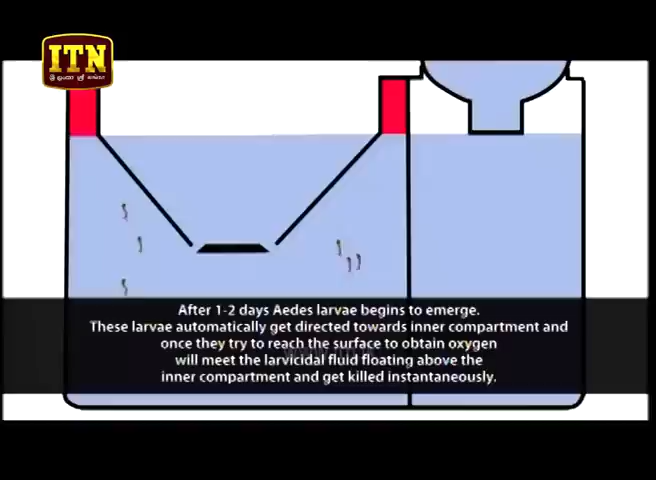 ITN
After 1-2 days Aedes larvae begins to emerge.
These larvae automatically get directed towards inner compartment and
once they try to reach the surface to obtain oxygen
will meet the larvicidal fluid floating above the
inner compartment and get killed instantaneously.